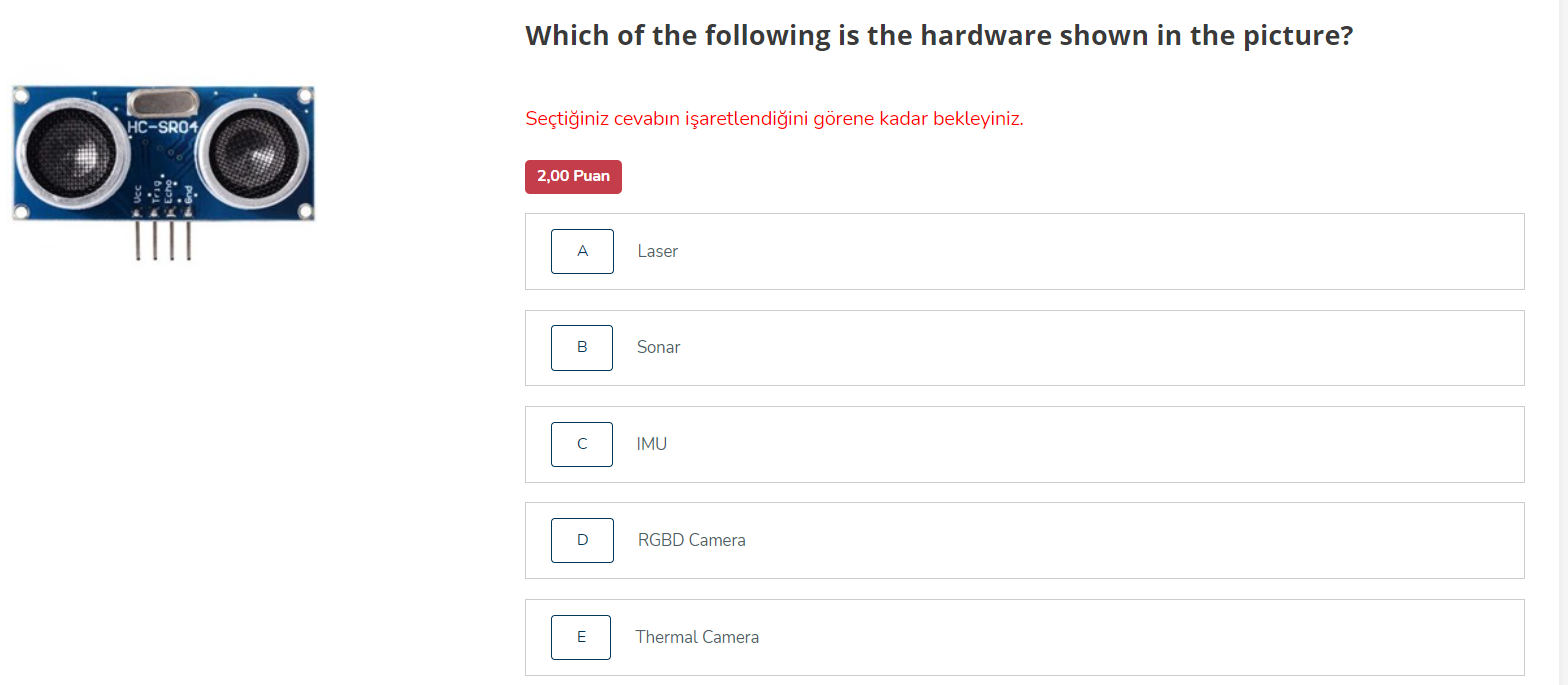 Which of the following is the hardware shown in the picture?
HC-SR04
Vcc
Trig
Echo
Gnd
Seçtiğiniz cevabın işaretlendiğini görene kadar bekleyiniz.
2,00 Puan
A Laser
B Sonar
C IMU
D RGBD Camera
E Thermal Camera